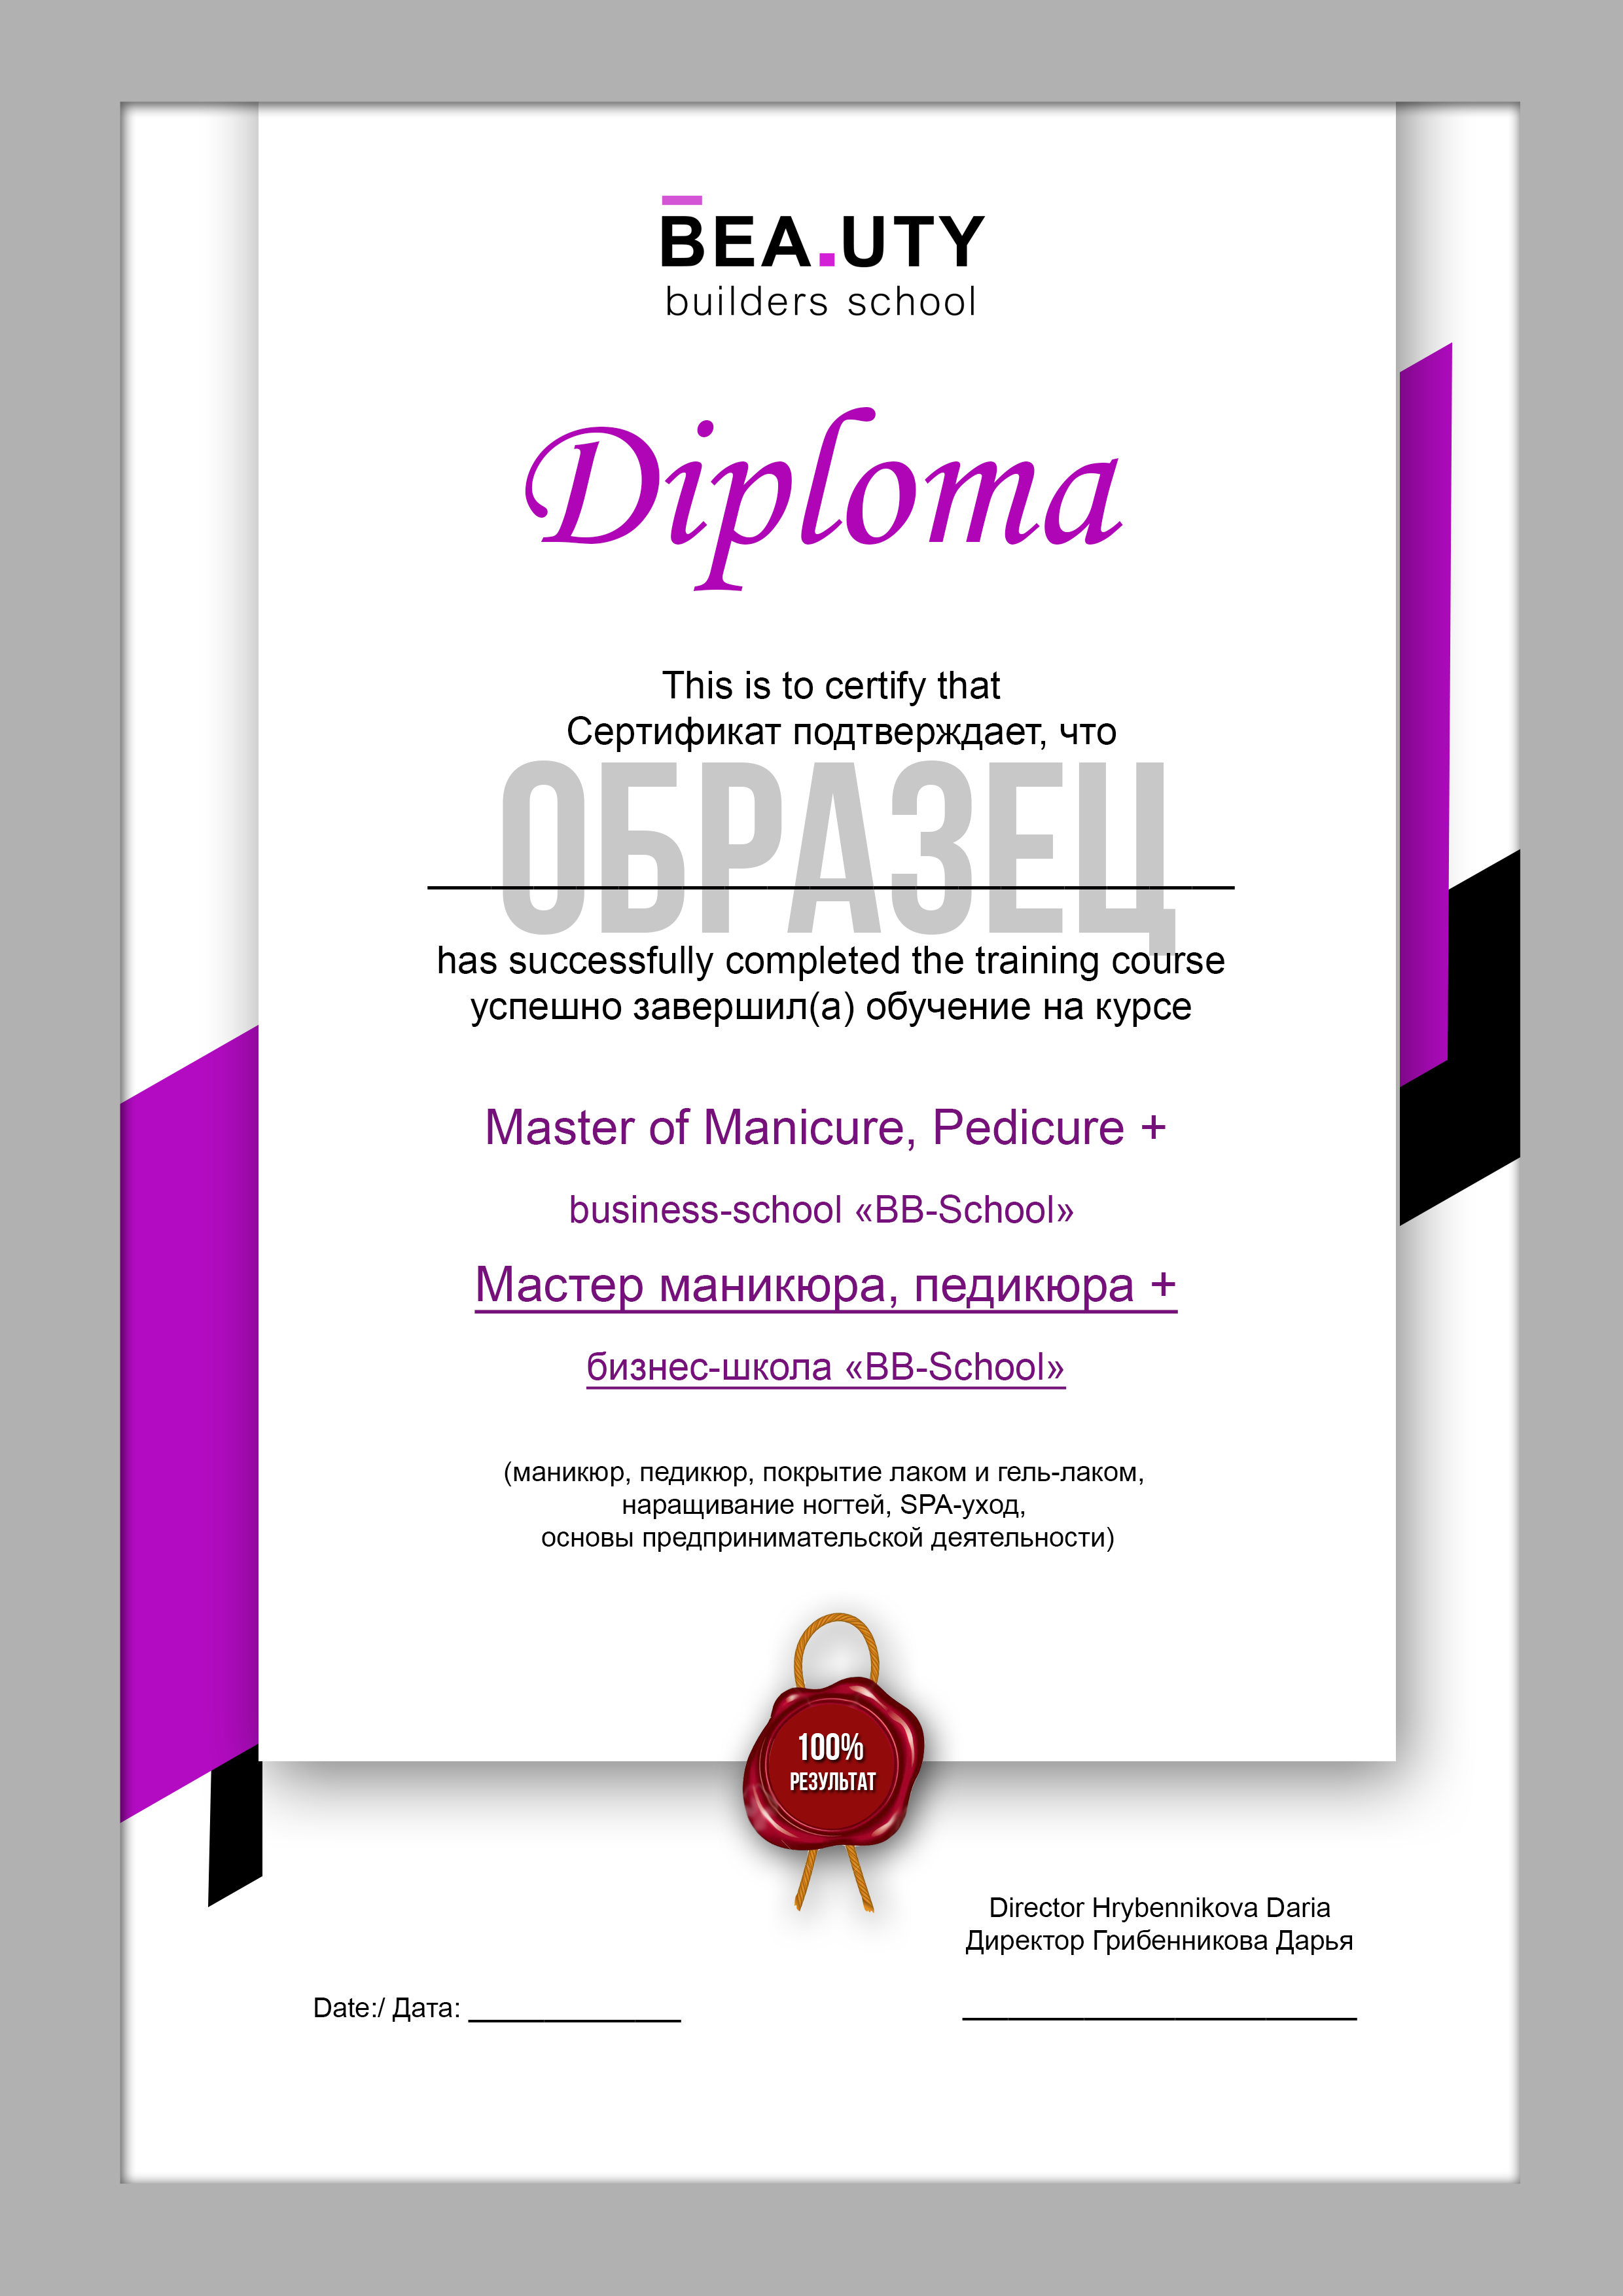 BEA.UTY
builders school
Diploma
This is to certify that
Сертификат подтверждает, что
ОБРАЗЕЦ
has successfully completed the training course
успешно завершил(а) обучение на курсе
Master of Manicure, Pedicure +
business-school «BB-School»
Мастер маникюра, педикюра +
бизнес-школа «BB-School»
(маникюр, педикюр, покрытие лаком и гель-лаком,
наращивание ногтей, SPA-уход,
основы предпринимательской деятельности)
100%
РЕЗУЛЬТАТ
Director Hrybennikova Daria
Директор Грибенникова Дарья
Date:/ Дата: